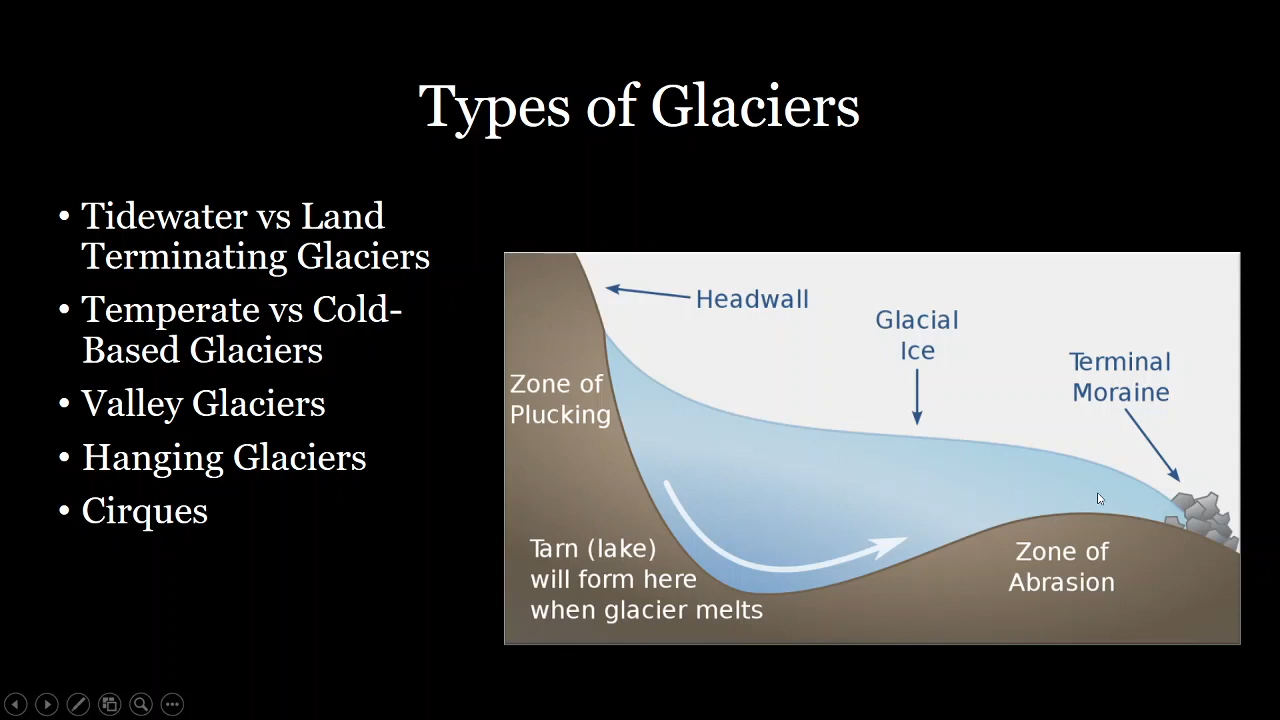 Types of Glaciers
• Tidewater vs Land
Terminating Glaciers
• Temperate vs Cold-
Based Glaciers
• Valley Glaciers
• Hanging Glaciers
• Cirques
Headwall
Glacial
Ice
Terminal
Moraine
Zone of
Plucking
Tarn (lake)
will form here
when glacier melts
Zone of
Abrasion